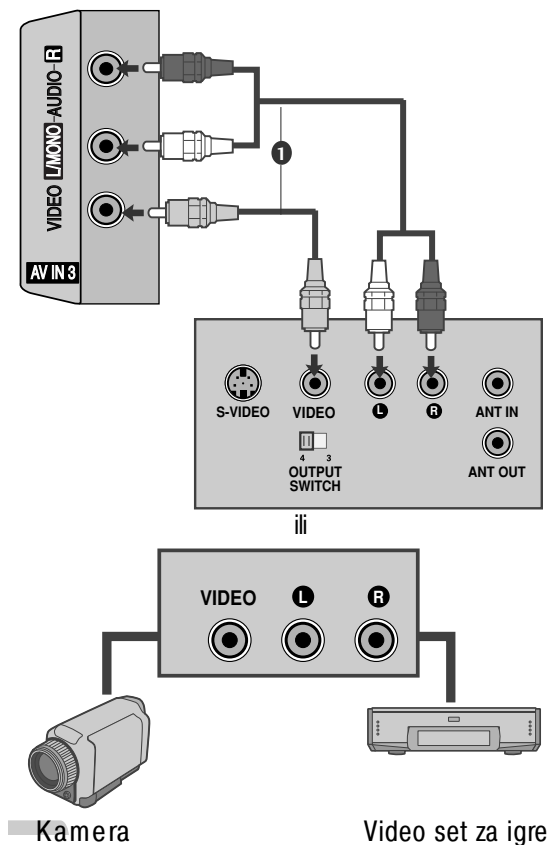 VIDEO L/MONO AUDIO R
AV IN 3
1
S-VIDEO
VIDEO
L
R
ANT IN
4 3
OUTPUT
SWITCH
ANT OUT
ili
VIDEO L R
Kamera
Video set za igre